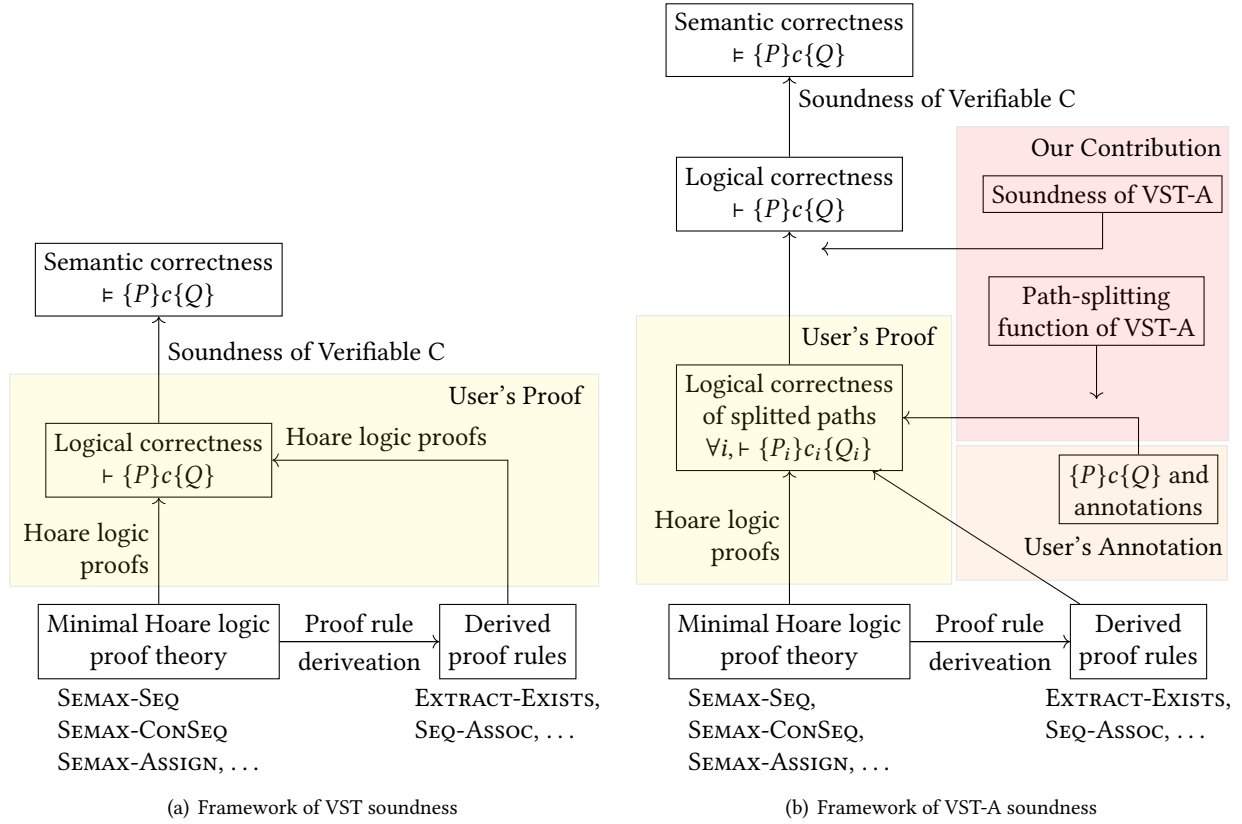 Semantic correctness
⊨ {P}c{Q}
Soundness of Verifiable C
User's Proof
Logical correctness
⊢ {P}c{Q}
Hoare logic proofs
Hoare logic
proofs
Minimal Hoare logic
proof theory
Proof rule
deriveation
Derived
proof rules
SEMAX-SEQ
SEMAX-CONSEQ
SEMAX-ASSIGN, ...
EXTRACT-EXISTS,
SEQ-ASSOC, ...
(a) Framework of VST soundness
Semantic correctness
⊨ {P}c{Q}
Soundness of Verifiable C
Our Contribution
Logical correctness
⊢ {P}c{Q}
Soundness of VST-A
Path-splitting
function of VST-A
User's Proof
Logical correctness
of splitted paths
∀i, ⊢ {Pᵢ}cᵢ{Qᵢ}
{P}c{Q} and
annotations
User's Annotation
Hoare logic
proofs
Minimal Hoare logic
proof theory
Proof rule
deriveation
Derived
proof rules
SEMAX-SEQ,
SEMAX-CONSEQ,
SEMAX-ASSIGN, ...
EXTRACT-EXISTS,
SEQ-ASSOC, ...
(b) Framework of VST-A soundness